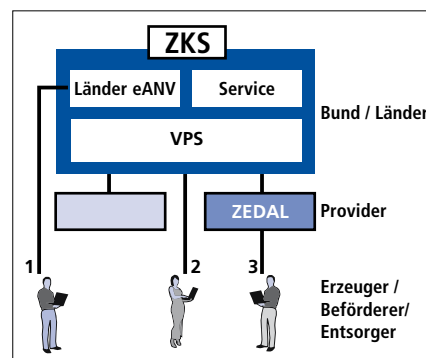 ZKS
Länder eANV
Service
Bund / Länder
VPS
ZEDAL
Provider
1
2
3
Erzeuger /
Beförderer/
Entsorger